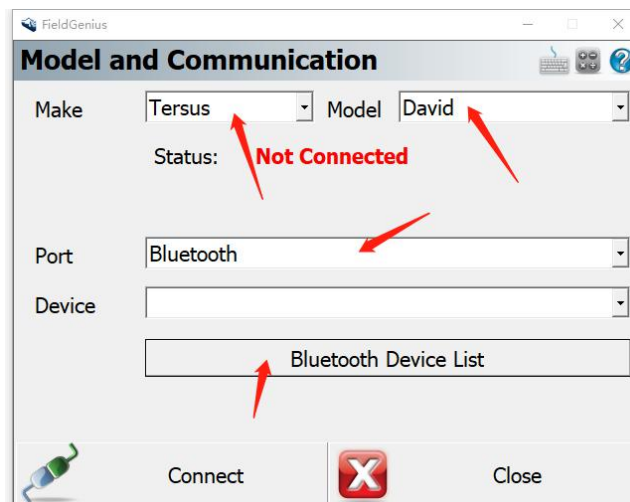 FieldGenius
Model and Communication
Make Tersus Model David
Status: Not Connected
Port Bluetooth
Device
Bluetooth Device List
Connect Close